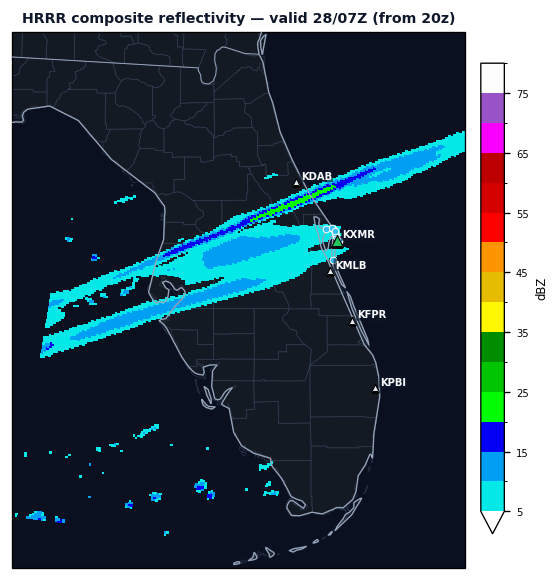 HRRR composite reflectivity — valid 28/07Z (from 20z)
75
65
55
45
35
25
15
5
dBZ
KDAB
KXMR
KMLB
KFPR
KPBI